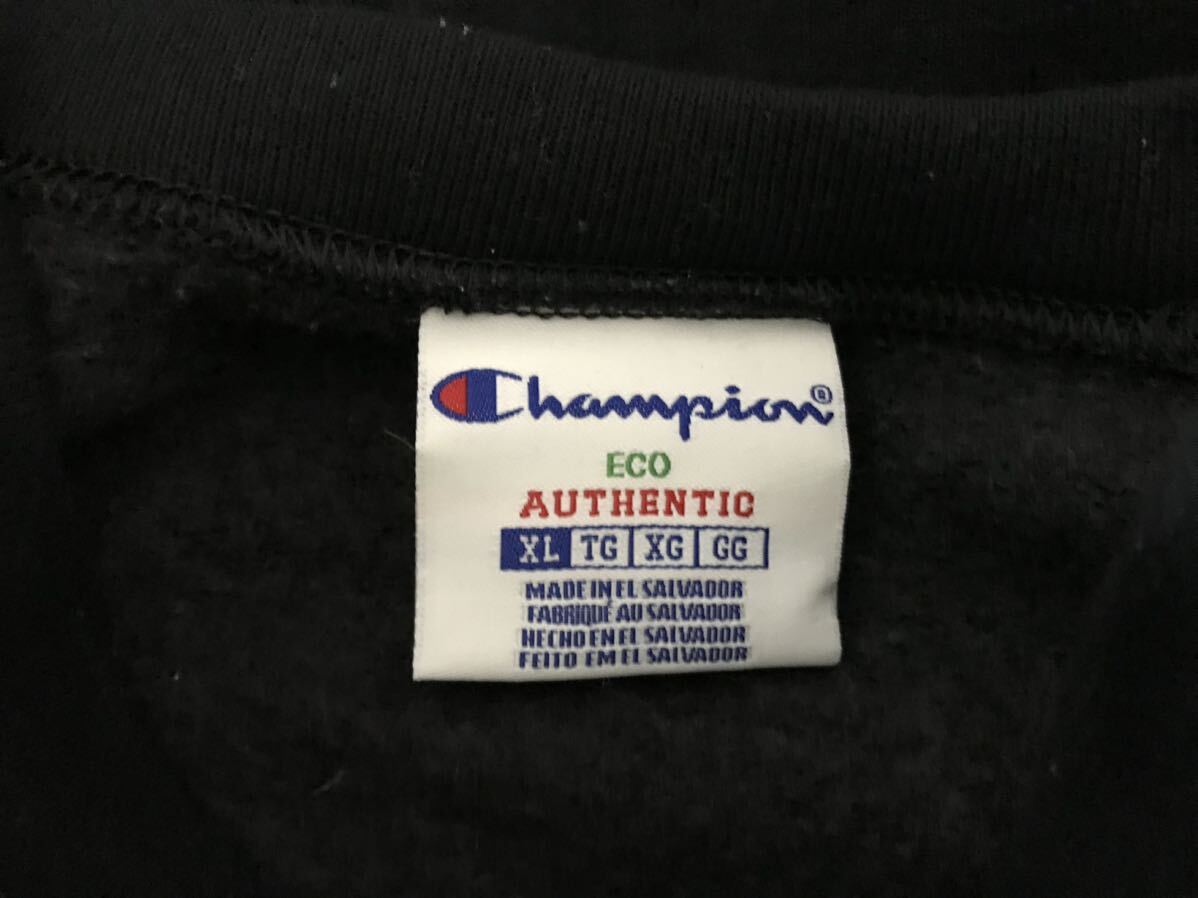 Champion®
ECO
AUTHENTIC
XL TG XG GG
MADE IN EL SALVADOR
FABRIQUÉ AU SALVADOR
HECHO EN EL SALVADOR
FEITO EM EL SALVADOR